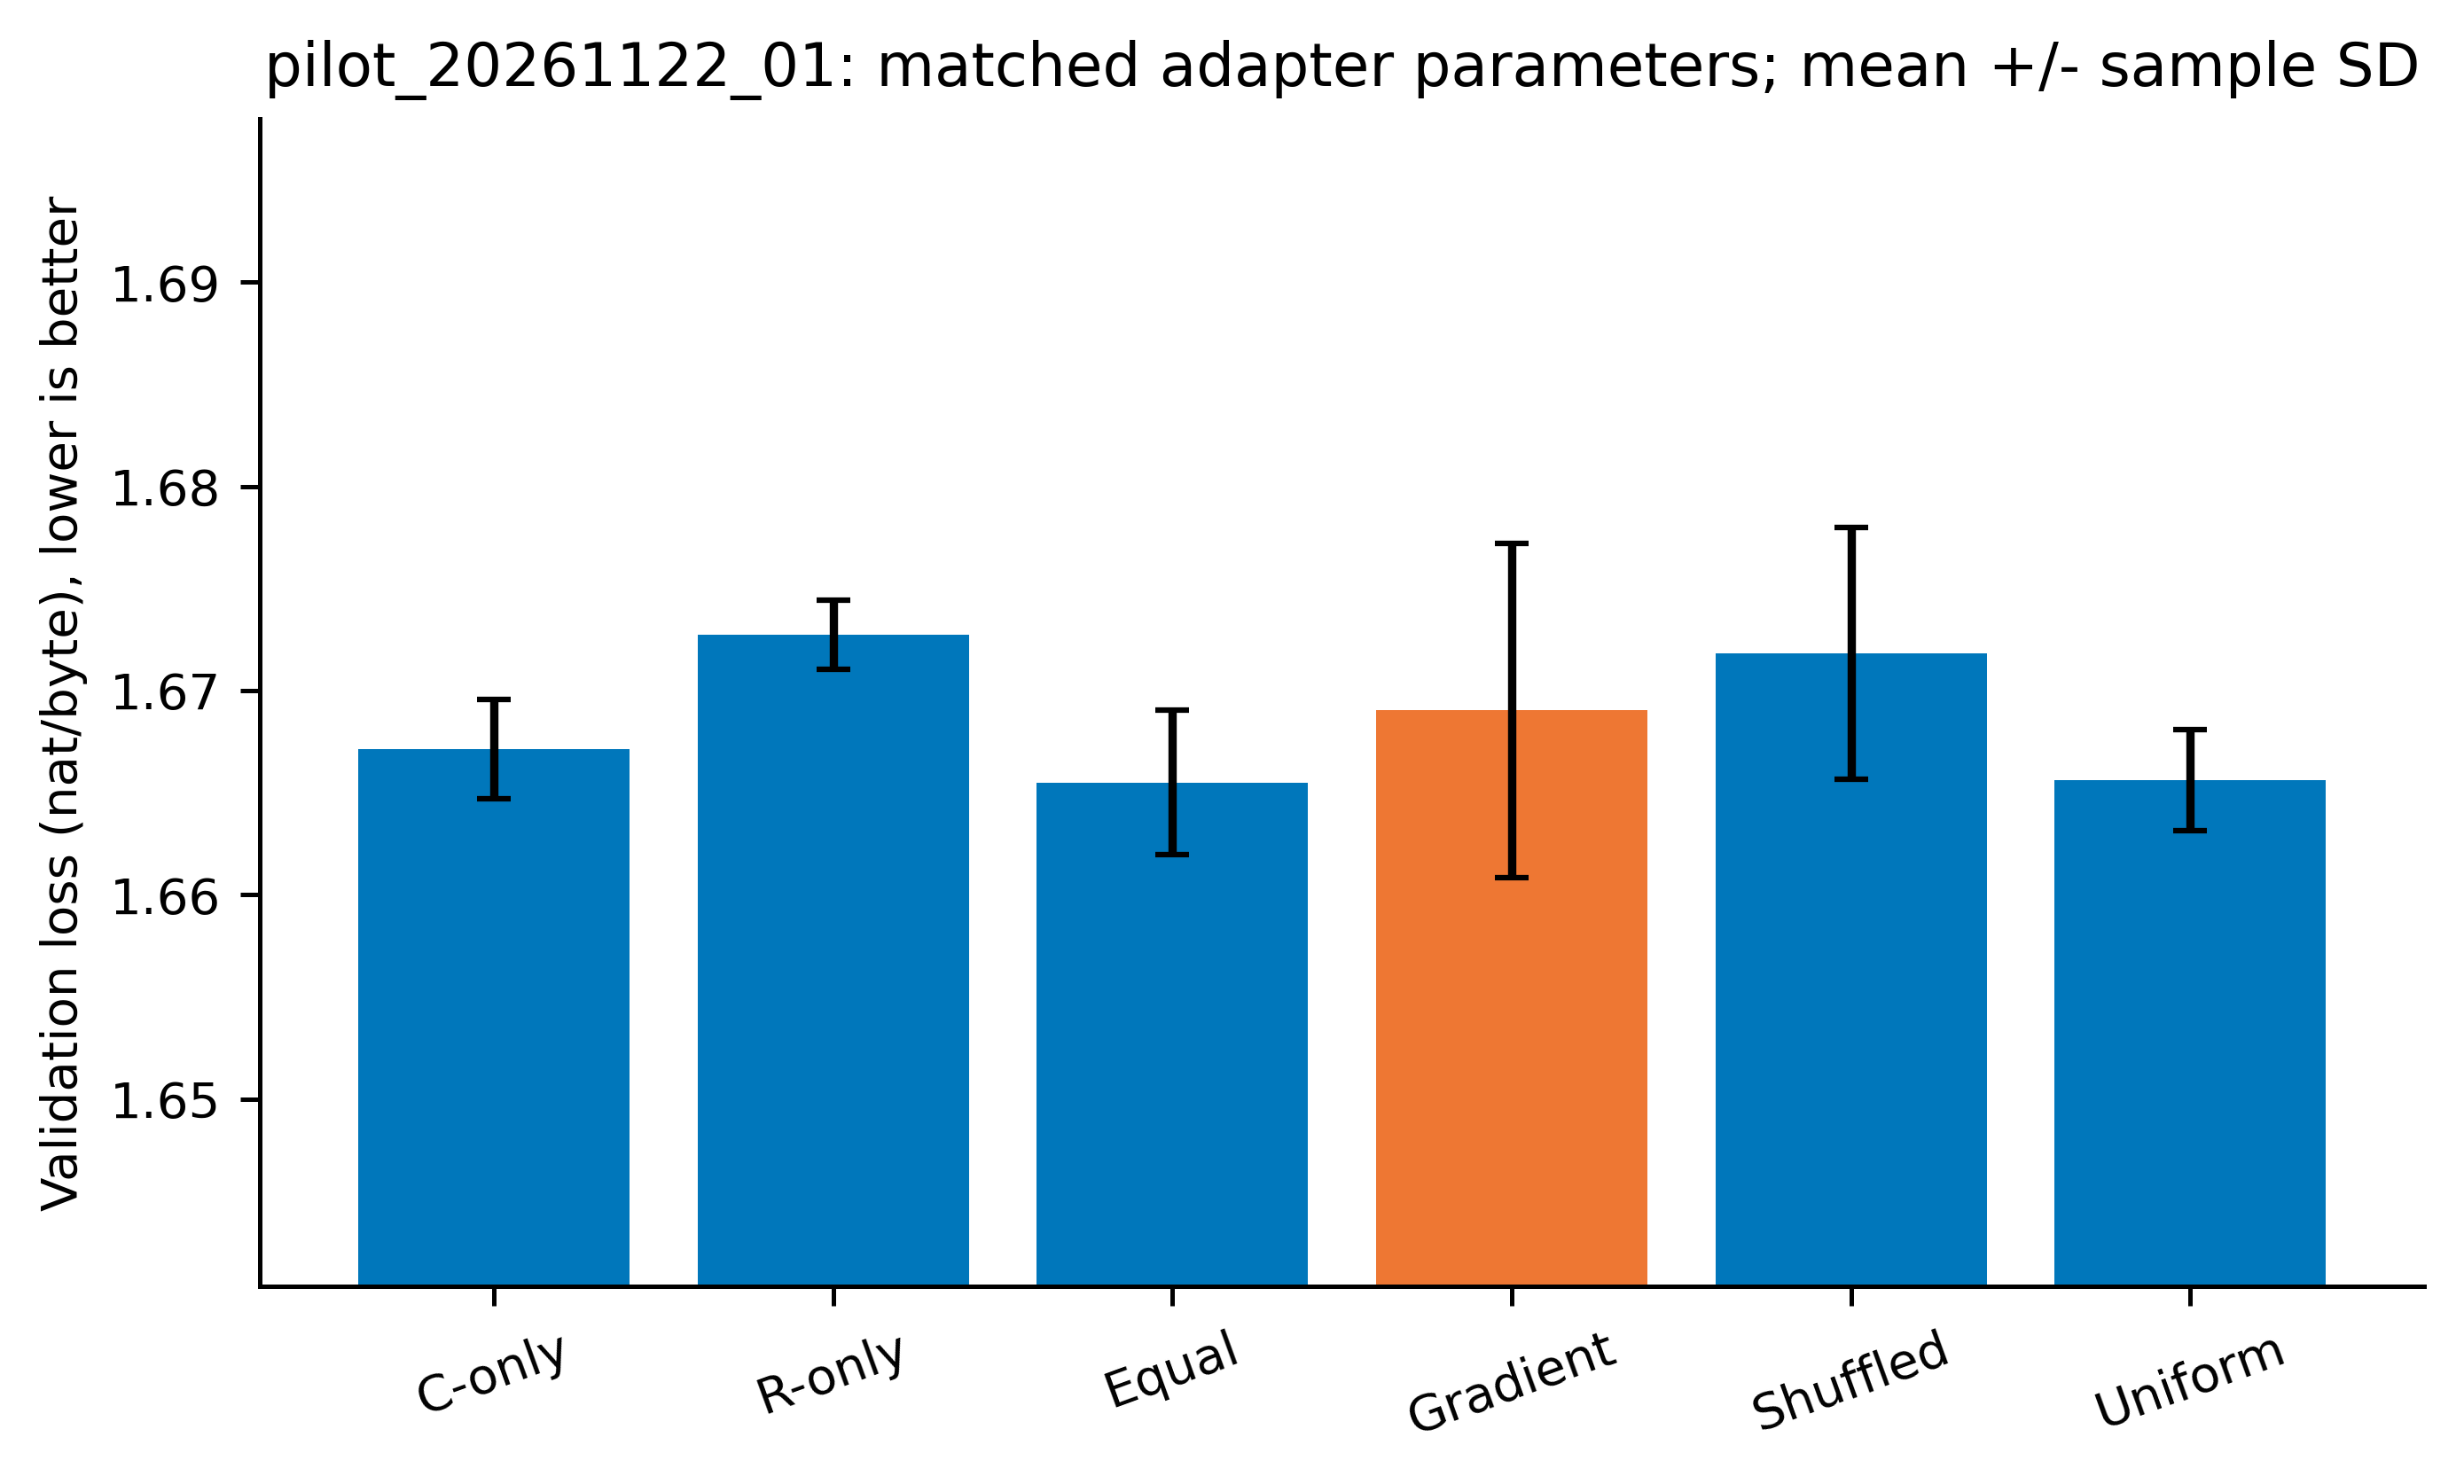 pilot_20261122_01: matched adapter parameters; mean +/- sample SD
Validation loss (nat/byte), lower is better
1.69
1.68
1.67
1.66
1.65
C-only
R-only
Equal
Gradient
Shuffled
Uniform